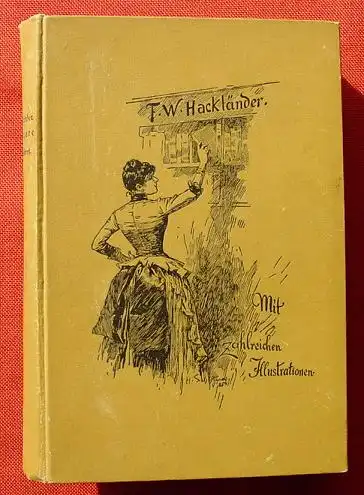 F. W. Hackländer.
Mit
zahlreichen
Illustrationen.